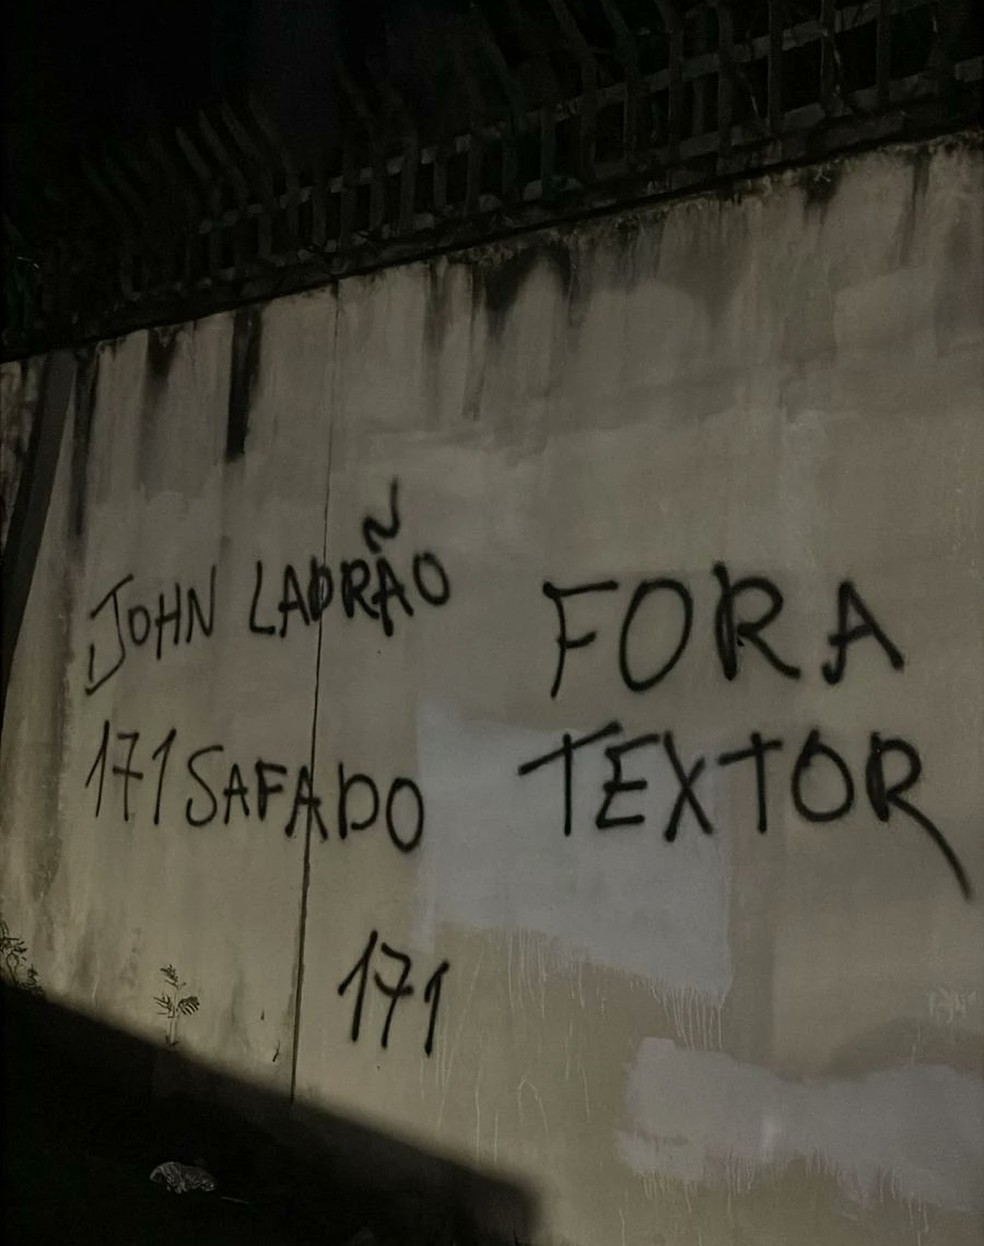 JOHN LADRÃO
171 SAFADO
171
FORA
TEXTOR